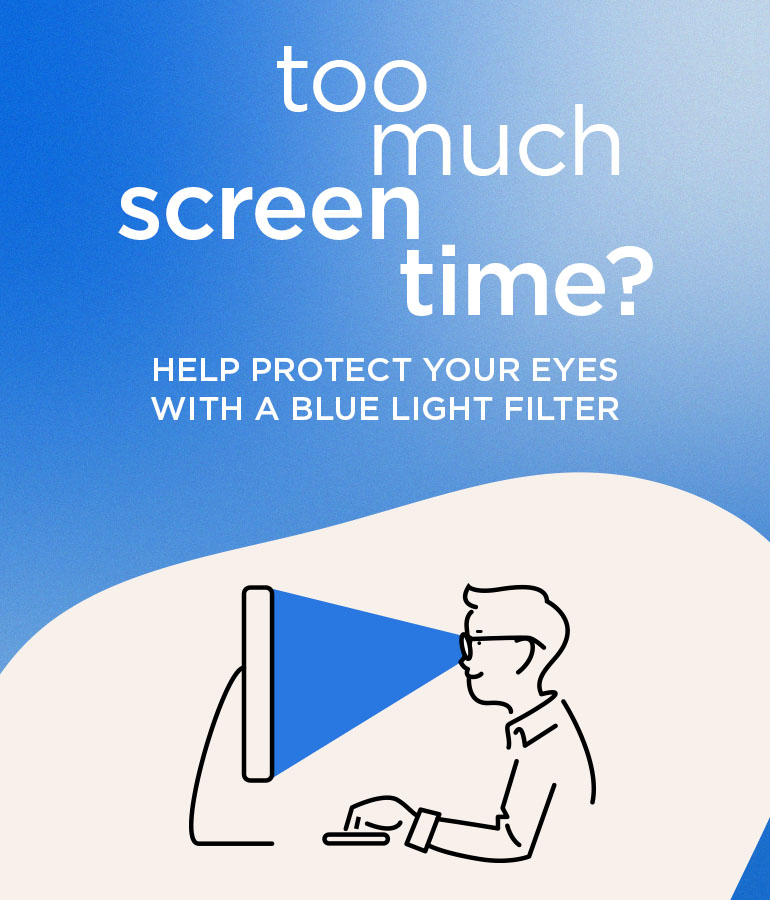 too
much
screen
time?
HELP PROTECT YOUR EYES
WITH A BLUE LIGHT FILTER